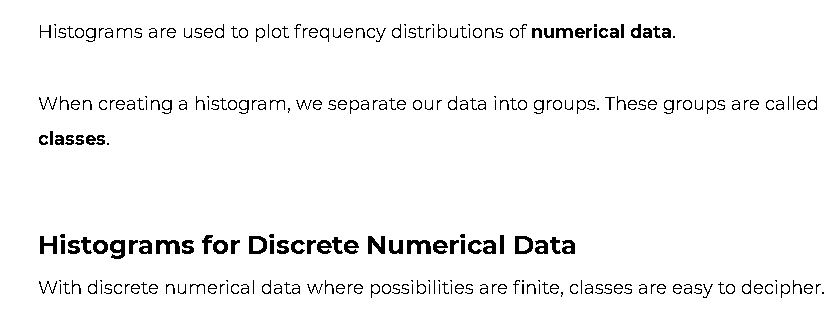 Histograms are used to plot frequency distributions of numerical data.
When creating a histogram, we separate our data into groups. These groups are called
classes.
Histograms for Discrete Numerical Data
With discrete numerical data where possibilities are finite, classes are easy to decipher.